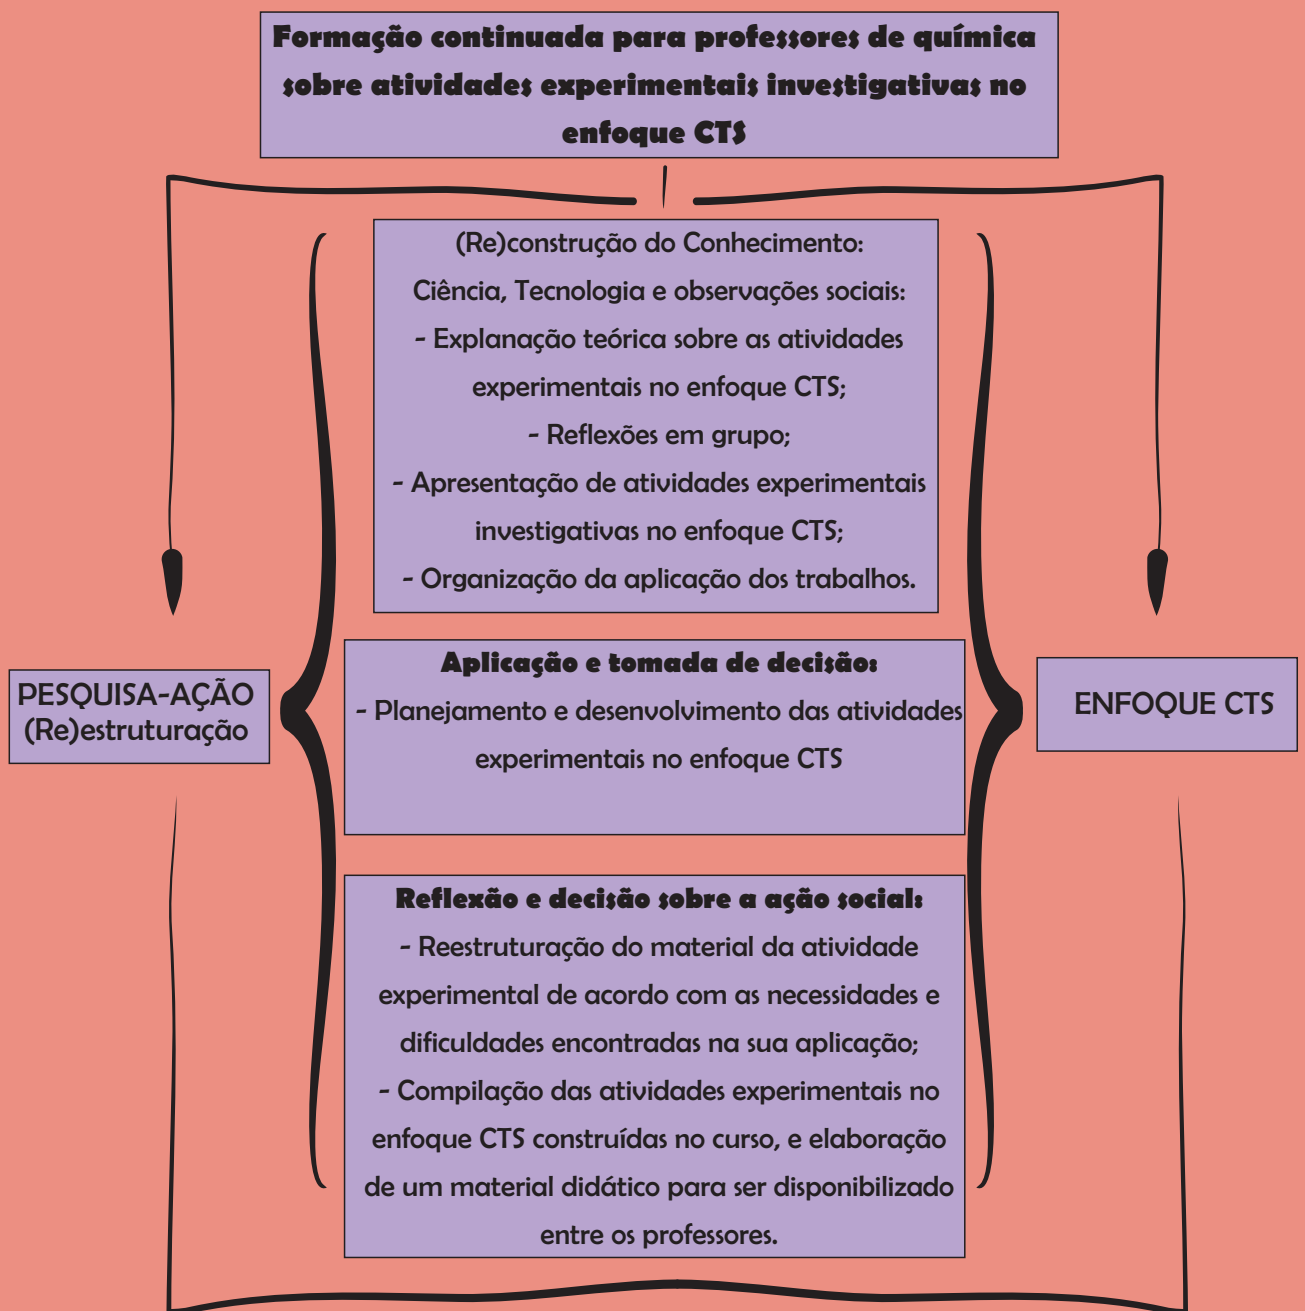 Formação continuada para professores de química
sobre atividades experimentais investigativas no
enfoque CTS
(Re)construção do Conhecimento:
Ciência, Tecnologia e observações sociais:
- Explanação teórica sobre as atividades
experimentais no enfoque CTS;
- Reflexões em grupo;
- Apresentação de atividades experimentais
investigativas no enfoque CTS;
- Organização da aplicação dos trabalhos.
PESQUISA-AÇÃO
(Re)estruturação
Aplicação e tomada de decisão:
- Planejamento e desenvolvimento das atividades
experimentais no enfoque CTS
ENFOQUE CTS
Reflexão e decisão sobre a ação social:
- Reestruturação do material da atividade
experimental de acordo com as necessidades e
dificuldades encontradas na sua aplicação;
- Compilação das atividades experimentais no
enfoque CTS construídas no curso, e elaboração
de um material didático para ser disponibilizado
entre os professores.